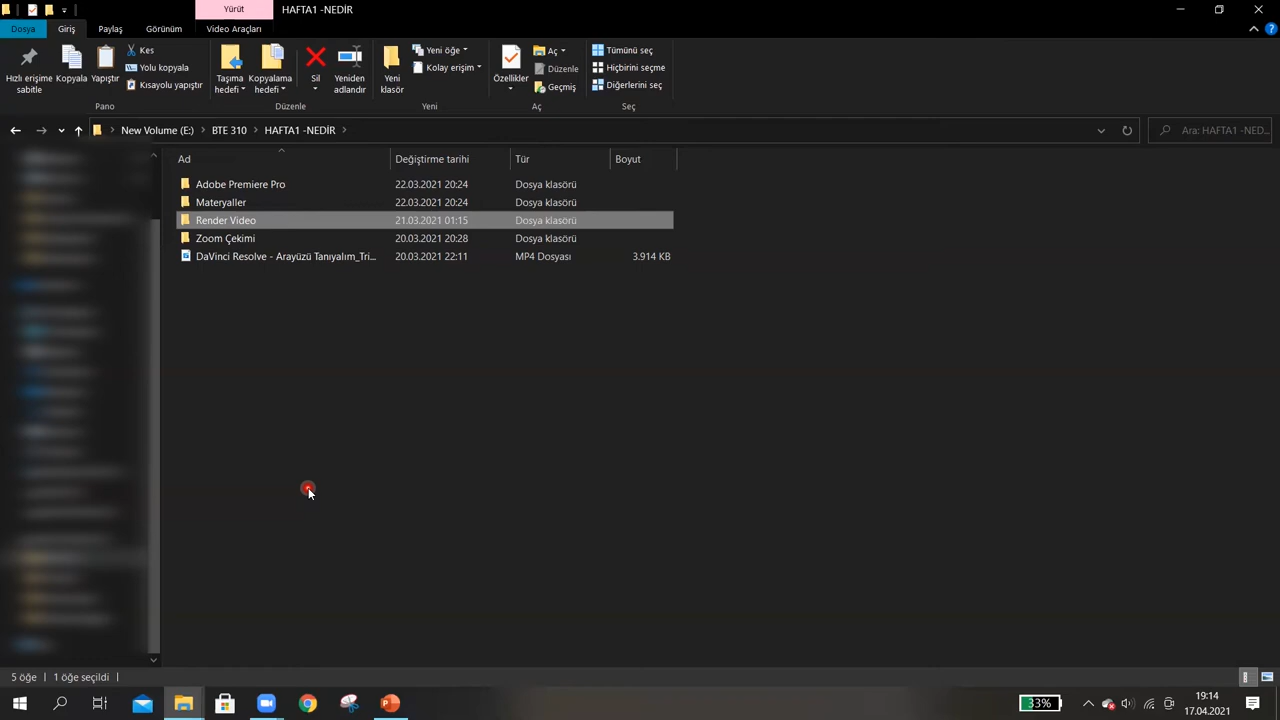 Yürüt
HAFTA1 -NEDİR
Dosya
Giriş
Paylaş
Görünüm
Video Araçları
Hızlı erişime sabitle
Kopyala
Yapıştır
Kes
Yolu kopyala
Kısayolu yapıştır
Taşıma hedefi
Kopyalama hedefi
Sil
Yeniden adlandır
Yeni klasör
Yeni öğe
Kolay erişim
Özellikler
Aç
Düzenle
Geçmiş
Tümünü seç
Hiçbirini seçme
Diğerlerini seç
Pano
Düzenle
Yeni
Aç
Seç
New Volume (E:)
BTE 310
HAFTA1 -NEDİR
Ara: HAFTA1 -NED...
Ad
Değiştirme tarihi
Tür
Boyut
Adobe Premiere Pro 22.03.2021 20:24 Dosya klasörü
Materyaller 22.03.2021 20:24 Dosya klasörü
Render Video 21.03.2021 01:15 Dosya klasörü
Zoom Çekimi 20.03.2021 20:28 Dosya klasörü
DaVinci Resolve - Arayüzü Tanıyalım_Tri... 20.03.2021 22:11 MP4 Dosyası 3.914 KB
5 öğe
1 öğe seçildi
33%
19:14
17.04.2021